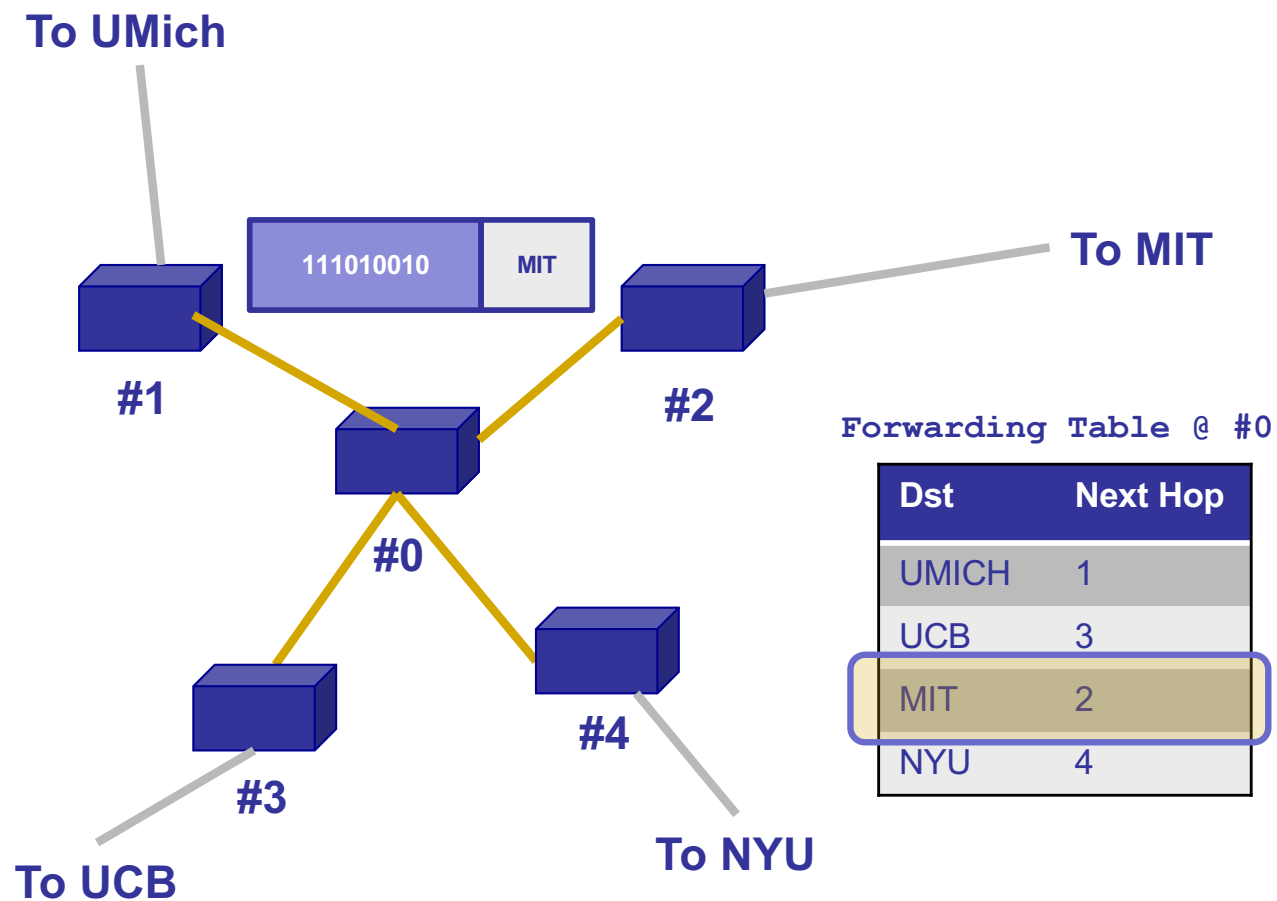 To UMich
111010010 MIT
To MIT
#1
#2
Forwarding Table @ #0
Dst Next Hop
UMICH 1
UCB 3
MIT 2
NYU 4
#0
#4
#3
To NYU
To UCB